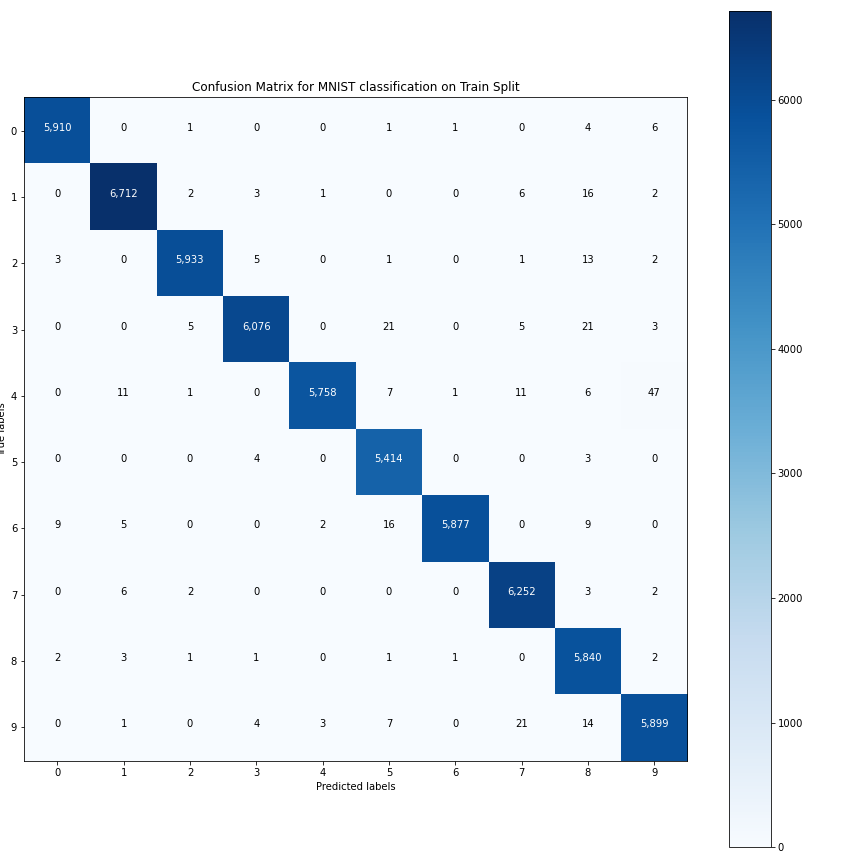 Confusion Matrix for MNIST classification on Train Split
0 5,910 0 1 0 0 1 1 0 4 6
1 0 6,712 2 3 1 0 0 6 16 2
2 3 0 5,933 5 0 1 0 1 13 2
3 0 0 5 6,076 0 21 0 5 21 3
4 0 11 1 0 5,758 7 1 11 6 47
5 0 0 0 4 0 5,414 0 0 3 0
6 9 5 0 0 2 16 5,877 0 9 0
7 0 6 2 0 0 0 0 6,252 3 2
8 2 3 1 1 0 1 1 0 5,840 2
9 0 1 0 4 3 7 0 21 14 5,899
0 1 2 3 4 5 6 7 8 9
Predicted labels
True labels
6000
5000
4000
3000
2000
1000
0